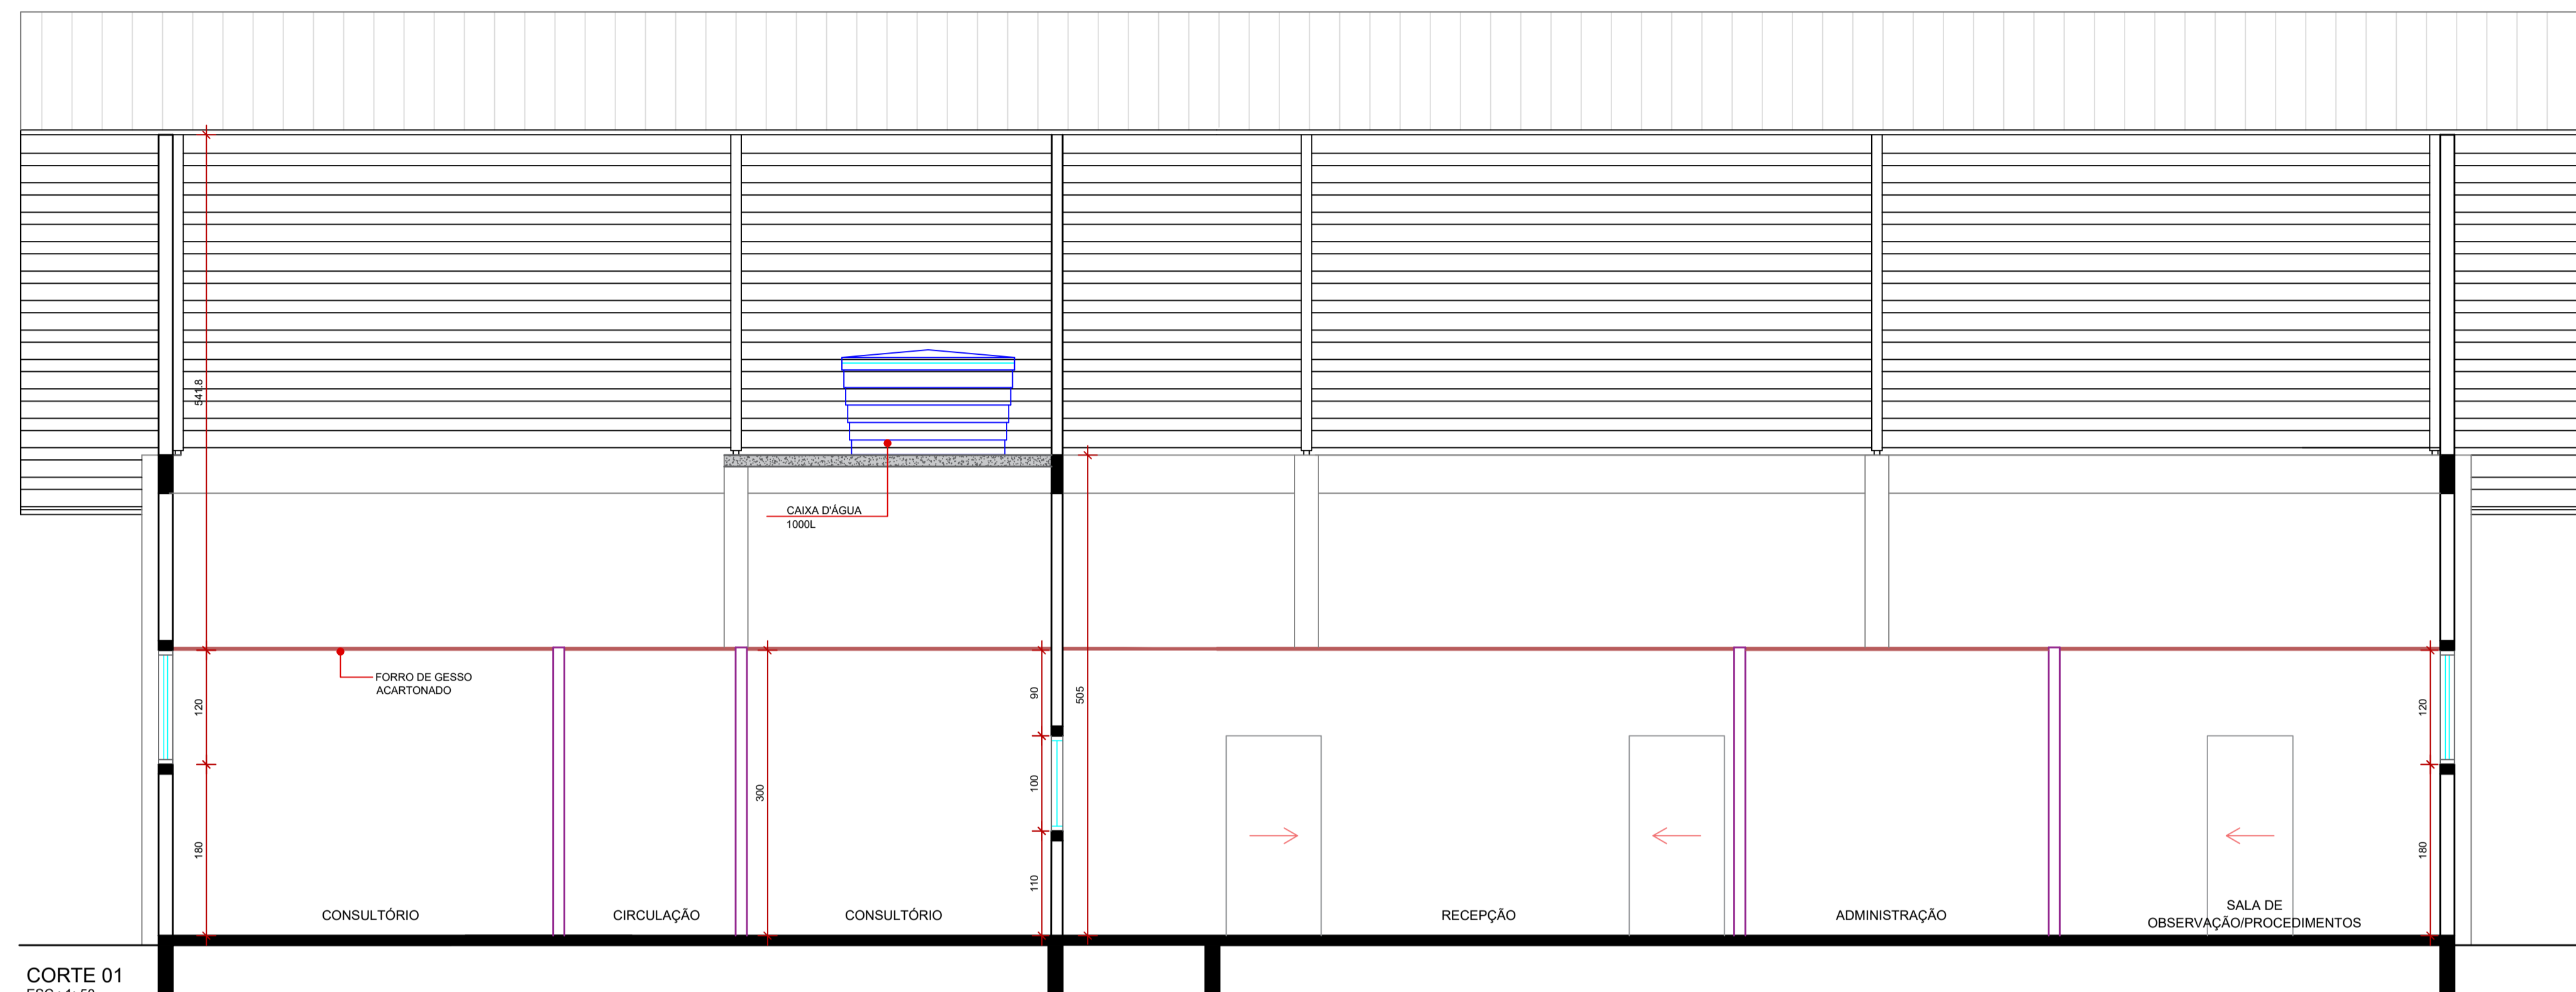 541.8
CAIXA D'ÁGUA
1000L
FORRO DE GESSO
ACARTONADO
120
90
505
120
300
100
180
110
180
CONSULTÓRIO
CIRCULAÇÃO
CONSULTÓRIO
RECEPÇÃO
ADMINISTRAÇÃO
SALA DE
OBSERVAÇÃO/PROCEDIMENTOS
CORTE 01